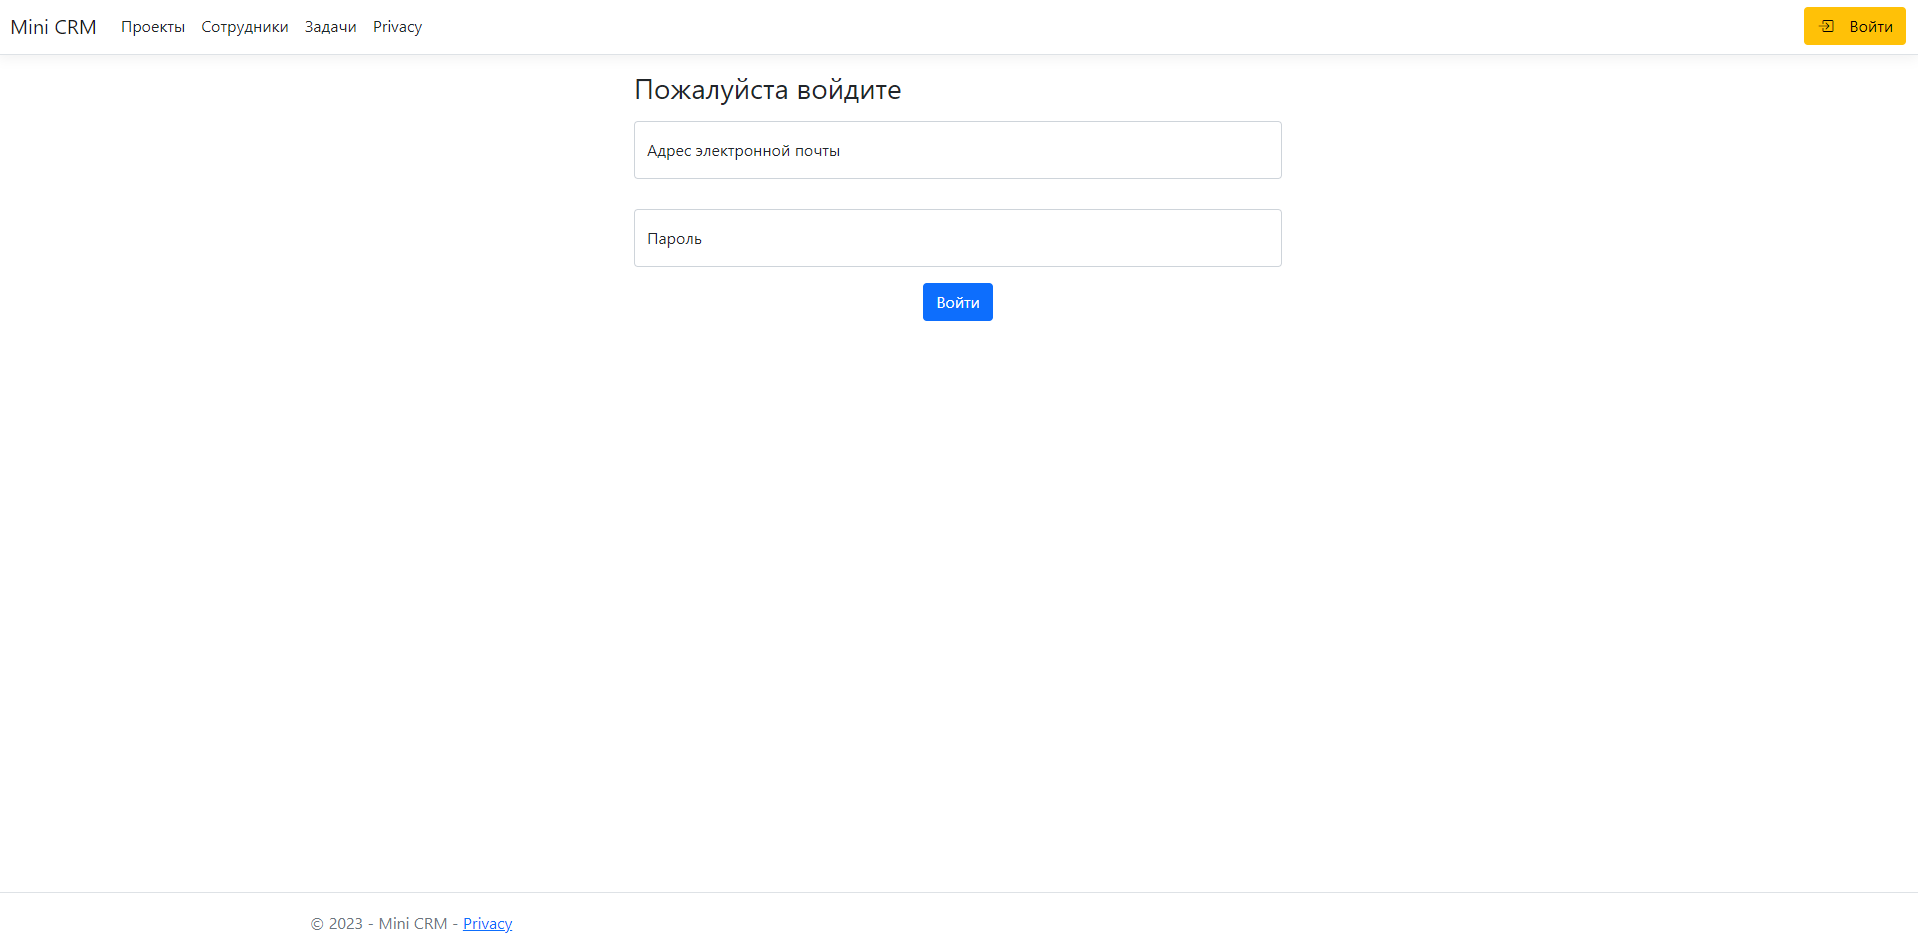 Mini CRM Проекты Сотрудники Задачи Privacy Войти
Пожалуйста войдите
Адрес электронной почты
Пароль
Войти
© 2023 - Mini CRM - Privacy